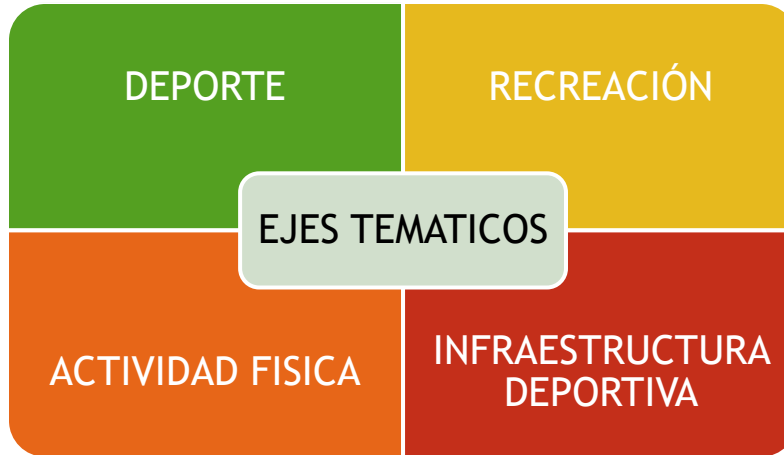 DEPORTE
RECREACIÓN
EJES TEMATICOS
ACTIVIDAD FISICA
INFRAESTRUCTURA
DEPORTIVA